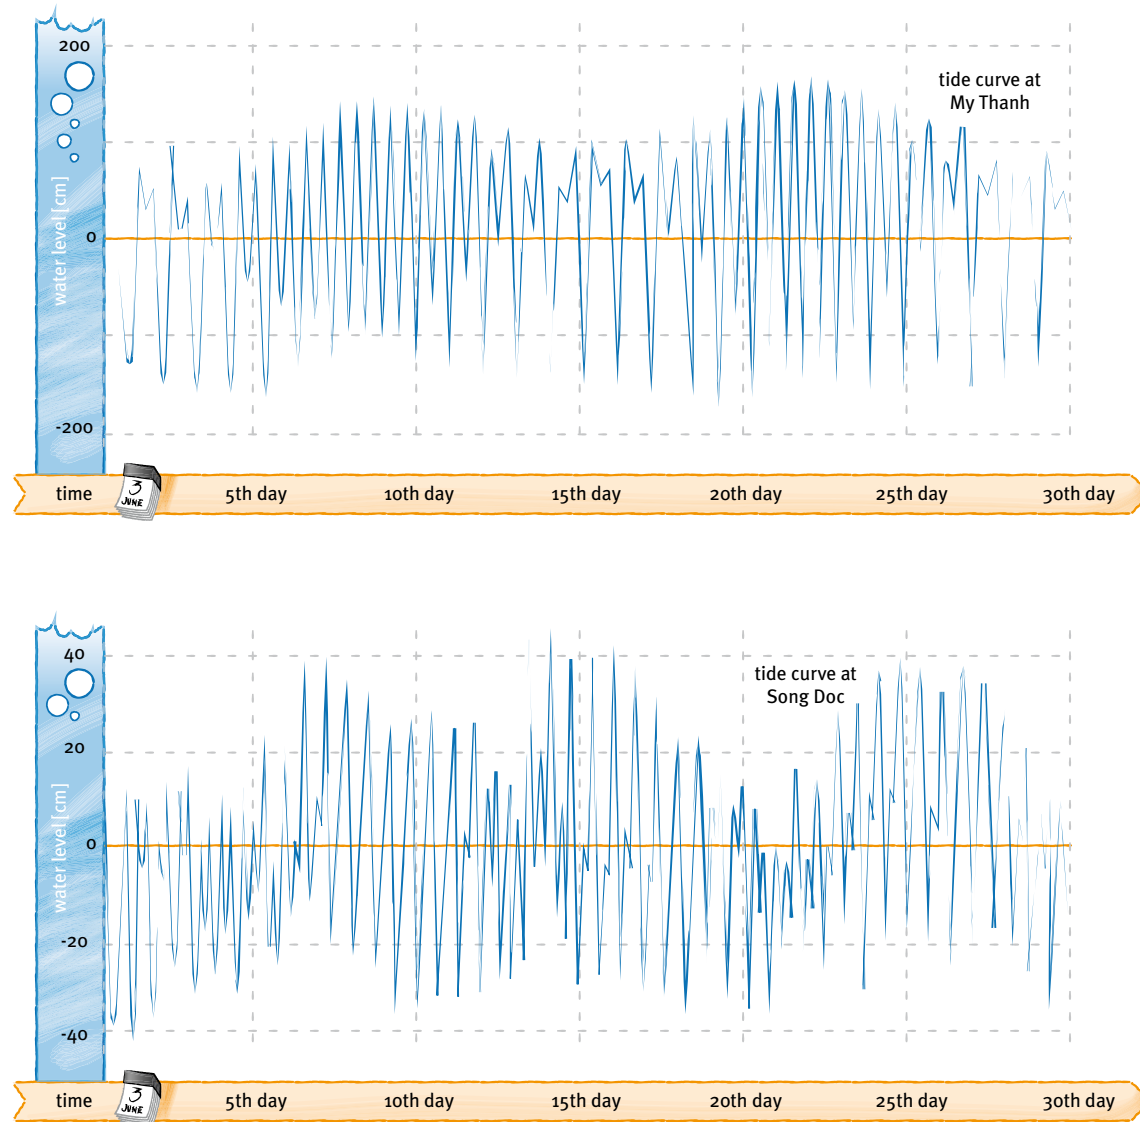 200
tide curve at
My Thanh
water level[cm]
0
-200
time
3
JUNE
5th day
10th day
15th day
20th day
25th day
30th day
40
tide curve at
Song Doc
20
water level[cm]
0
-20
-40
time
3
JUNE
5th day
10th day
15th day
20th day
25th day
30th day